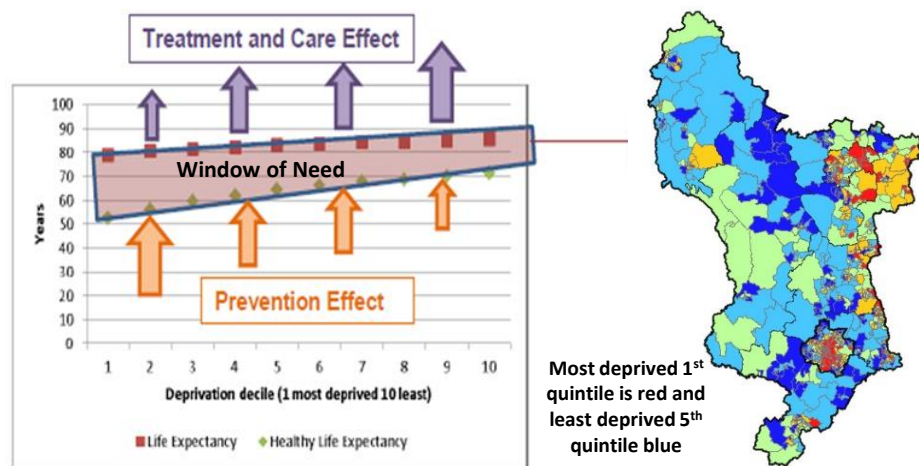 Treatment and Care Effect
100
90
80
70
60
50
40
30
20
10
0
Years
Window of Need
Prevention Effect
1 2 3 4 5 6 7 8 9 10
Deprivation decile (1 most deprived 10 least)
Life Expectancy Healthy Life Expectancy
Most deprived 1st
quintile is red and
least deprived 5th
quintile blue